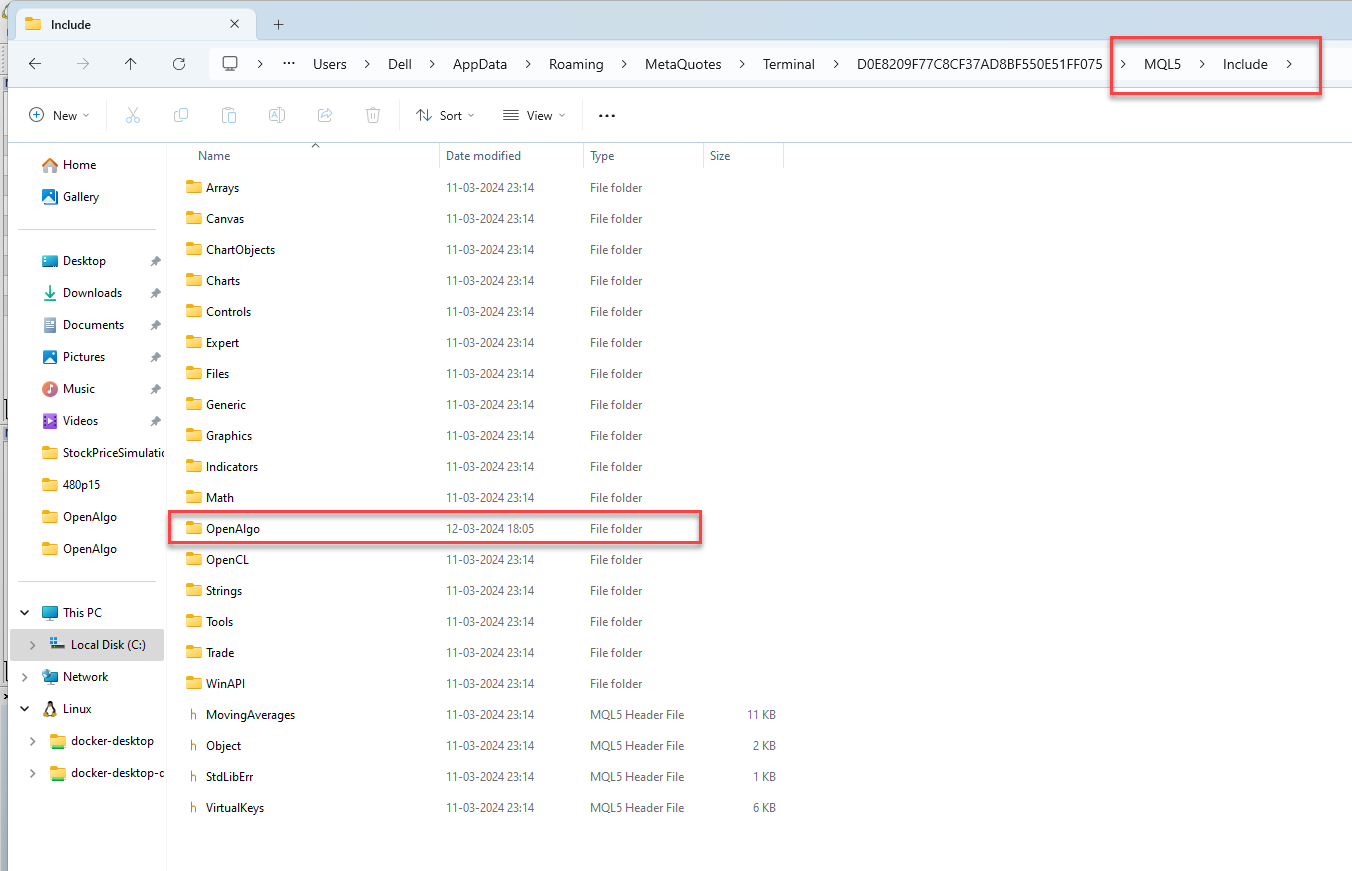 Include
Users Dell AppData Roaming MetaQuotes Terminal D0E8209F77C8CF37AD8BF550E51FF075 MQL5 Include
New Sort View
Name Date modified Type Size
Home
Gallery
Desktop
Downloads
Documents
Pictures
Music
Videos
StockPriceSimulatic
480p15
OpenAlgo
OpenAlgo
This PC
Local Disk (C:)
Network
Linux
docker-desktop
docker-desktop-c
Arrays 11-03-2024 23:14 File folder
Canvas 11-03-2024 23:14 File folder
ChartObjects 11-03-2024 23:14 File folder
Charts 11-03-2024 23:14 File folder
Controls 11-03-2024 23:14 File folder
Expert 11-03-2024 23:14 File folder
Files 11-03-2024 23:14 File folder
Generic 11-03-2024 23:14 File folder
Graphics 11-03-2024 23:14 File folder
Indicators 11-03-2024 23:14 File folder
Math 11-03-2024 23:14 File folder
OpenAlgo 12-03-2024 18:05 File folder
OpenCL 11-03-2024 23:14 File folder
Strings 11-03-2024 23:14 File folder
Tools 11-03-2024 23:14 File folder
Trade 11-03-2024 23:14 File folder
WinAPI 11-03-2024 23:14 File folder
MovingAverages 11-03-2024 23:14 MQL5 Header File 11 KB
Object 11-03-2024 23:14 MQL5 Header File 2 KB
StdLibErr 11-03-2024 23:14 MQL5 Header File 1 KB
VirtualKeys 11-03-2024 23:14 MQL5 Header File 6 KB